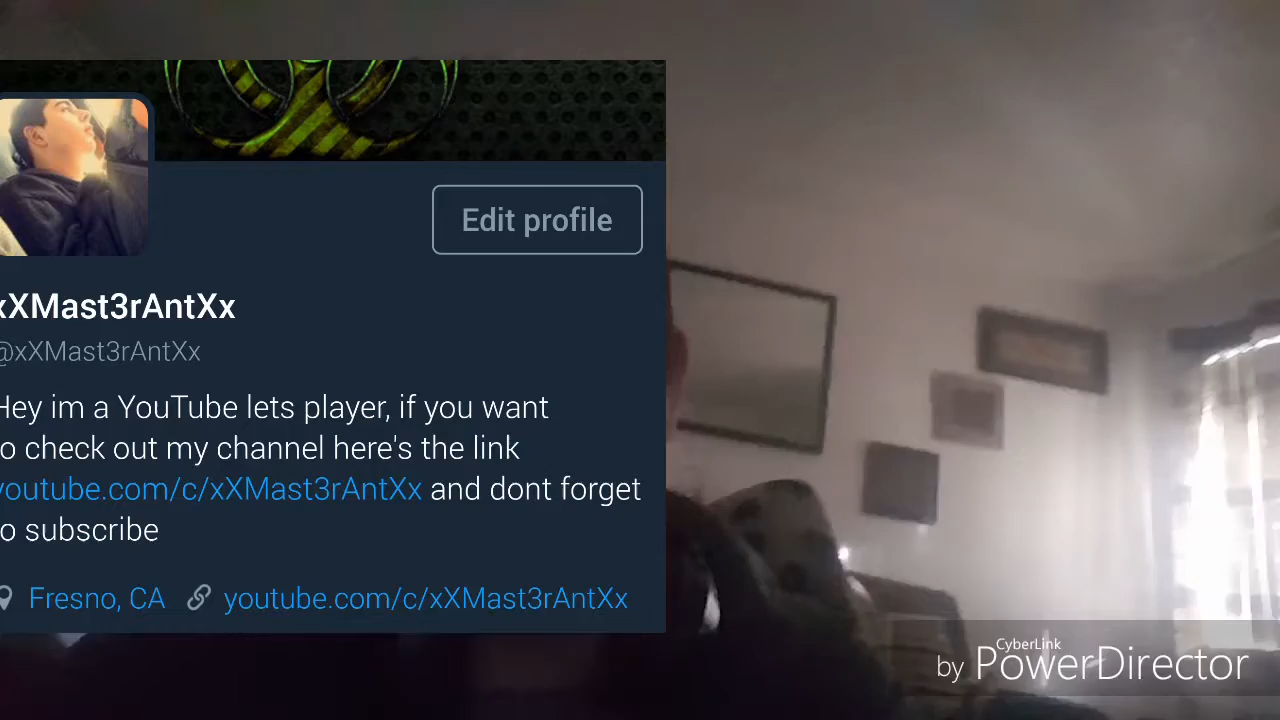 Edit profile
xXMast3rAntXx
@xXMast3rAntXx
Hey im a YouTube lets player, if you want
o check out my channel here's the link
youtube.com/c/xXMast3rAntXx and dont forget
o subscribe
Fresno, CA youtube.com/c/xXMast3rAntXx
by CyberLink PowerDirector